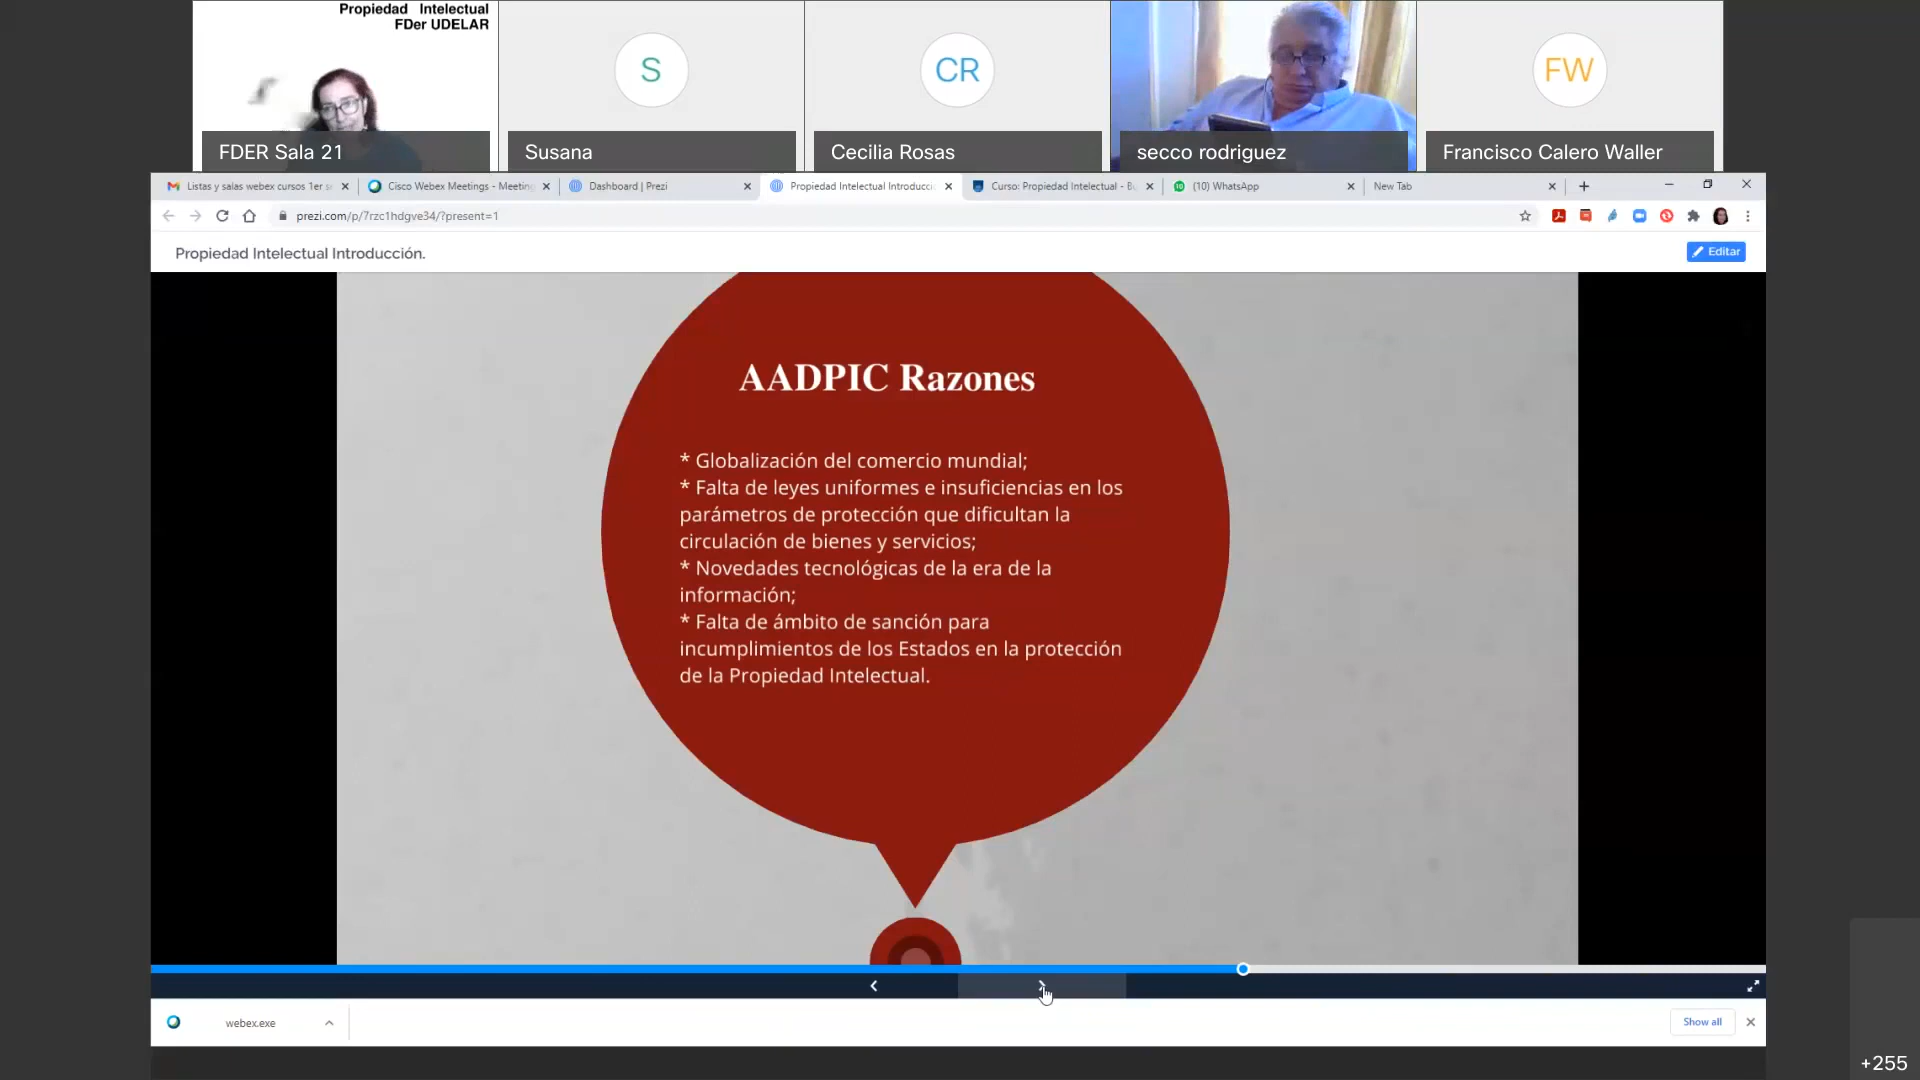 Propiedad Intelectual
FDer UDELAR
S
CR
FW
FDER Sala 21
Susana
Cecilia Rosas
secco rodriguez
Francisco Calero Waller
Listas y salas webex cursos 1er s
Cisco Webex Meetings - Meeting
Dashboard | Prezi
Propiedad Intelectual Introducci
Curso: Propiedad Intelectual - B
(10) WhatsApp
New Tab
prezi.com/p/7rzc1hdgve34/?present=1
Propiedad Intelectual Introducción.
Editar
AADPIC Razones
* Globalización del comercio mundial;
* Falta de leyes uniformes e insuficiencias en los
parámetros de protección que dificultan la
circulación de bienes y servicios;
* Novedades tecnológicas de la era de la
información;
* Falta de ámbito de sanción para
incumplimientos de los Estados en la protección
de la Propiedad Intelectual.
webex.exe
Show all
+255